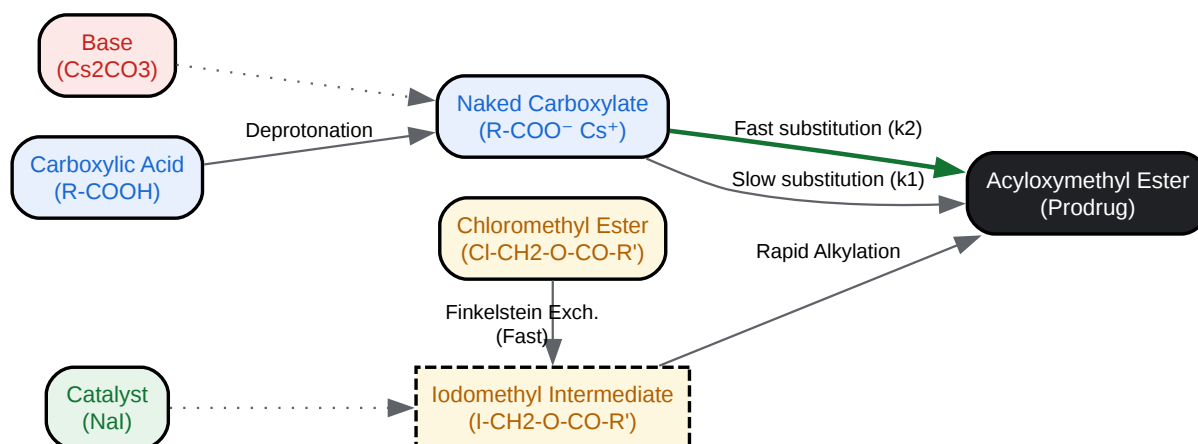 Base
(Cs2CO3)
Carboxylic Acid
(R-COOH)
Deprotonation
Naked Carboxylate
(R-COO⁻ Cs⁺)
Fast substitution (k2)
Slow substitution (k1)
Acyloxymethyl Ester
(Prodrug)
Chloromethyl Ester
(Cl-CH2-O-CO-R')
Rapid Alkylation
Finkelstein Exch.
(Fast)
Catalyst
(NaI)
Iodomethyl Intermediate
(I-CH2-O-CO-R')